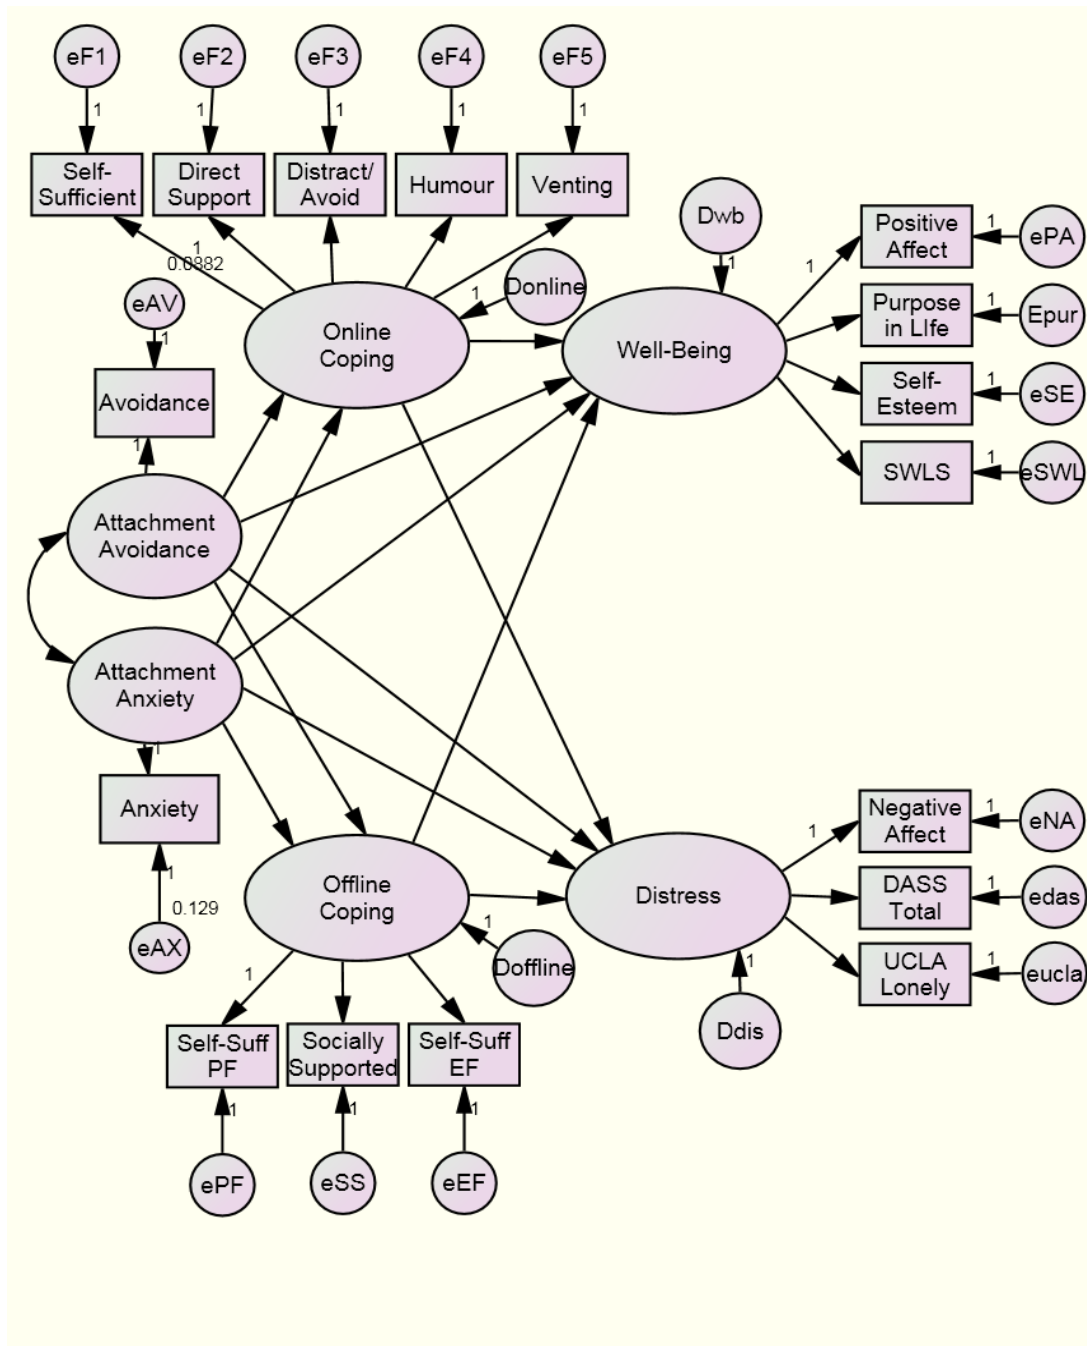 eF1
eF2
eF3
eF4
eF5
1
1
1
1
1
Self-
Sufficient
Direct
Support
Distract/
Avoid
Humour
Venting
Dwb
1
Positive
Affect
1
ePA
1
1
0.0882
eAV
1
Donline
1
Online
Coping
Well-Being
Purpose
in LIfe
1
Epur
Avoidance
1
Self-
Esteem
1
eSE
SWLS
1
eSWL
Attachment
Avoidance
Attachment
Anxiety
1
Anxiety
1
0.129
eAX
Offline
Coping
1
Doffline
1
Distress
1
Negative
Affect
1
eNA
DASS
Total
1
edas
UCLA
Lonely
1
eucla
1
Ddis
Self-Suff
PF
Socially
Supported
Self-Suff
EF
1
1
1
ePF
eSS
eEF